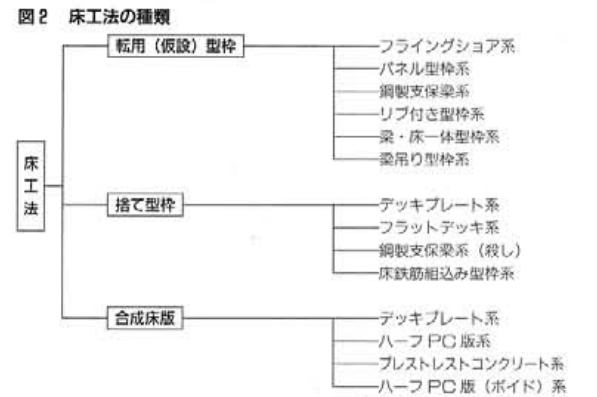 図2 床工法の種類
転用(仮設)型枠
フライングショア系
パネル型枠系
鋼製支保梁系
リブ付き型枠系
梁・床一体型枠系
梁吊り型枠系
床工法
捨て型枠
デッキプレート系
フラットデッキ系
鋼製支保梁系(殺し)
床鉄筋組込み型枠系
合成床版
デッキプレート系
ハーフPC版系
プレストレストコンクリート系
ハーフPC版(ボイド)系